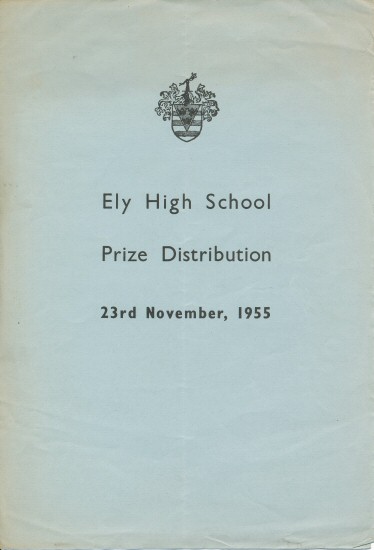 Ely High School
Prize Distribution
23rd November, 1955